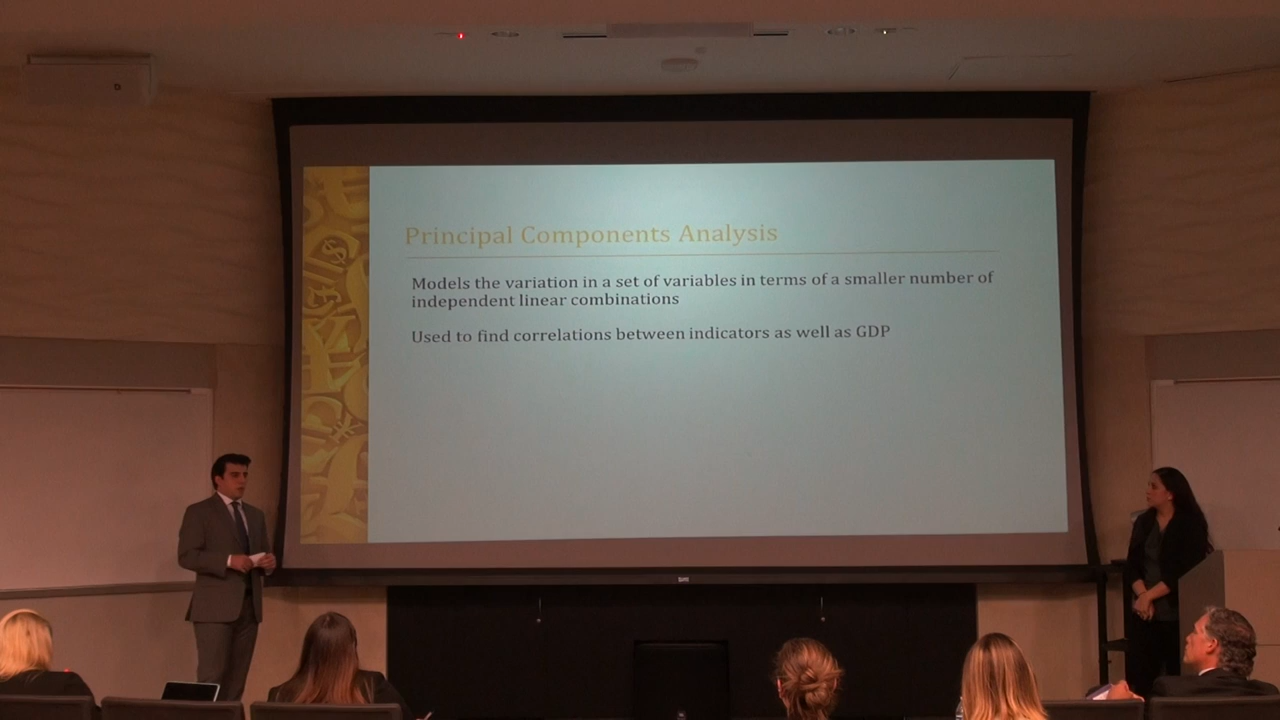 Principal Components Analysis
Models the variation in a set of variables in terms of a smaller number of
independent linear combinations
Used to find correlations between indicators as well as GDP